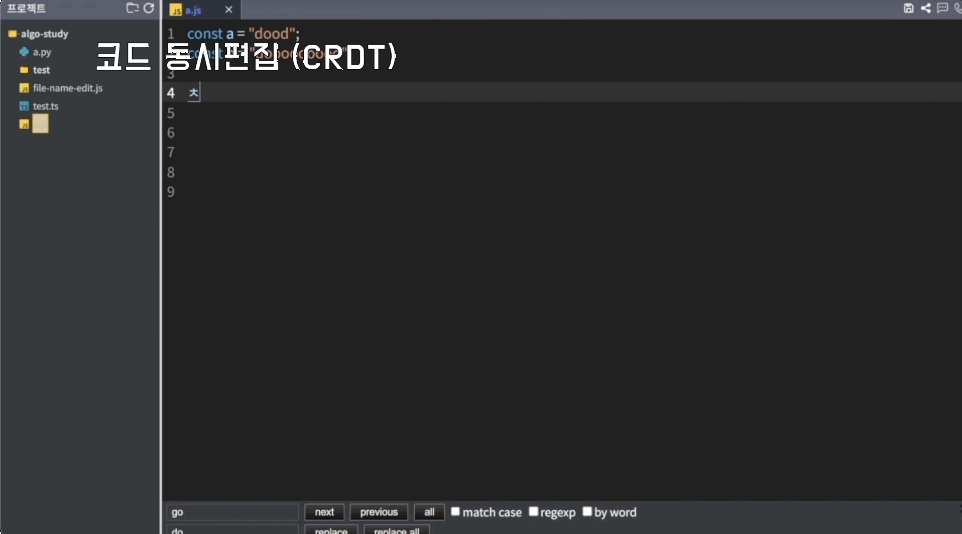 프로젝트
a.js
algo-study
a.py
test
file-name-edit.js
test.ts
코드 동시편집 (CRDT)
1 const a = "dood";
3
4 ㅊ
5
6
7
8
9
go
next previous all match case regexp by word
do
replace replace all